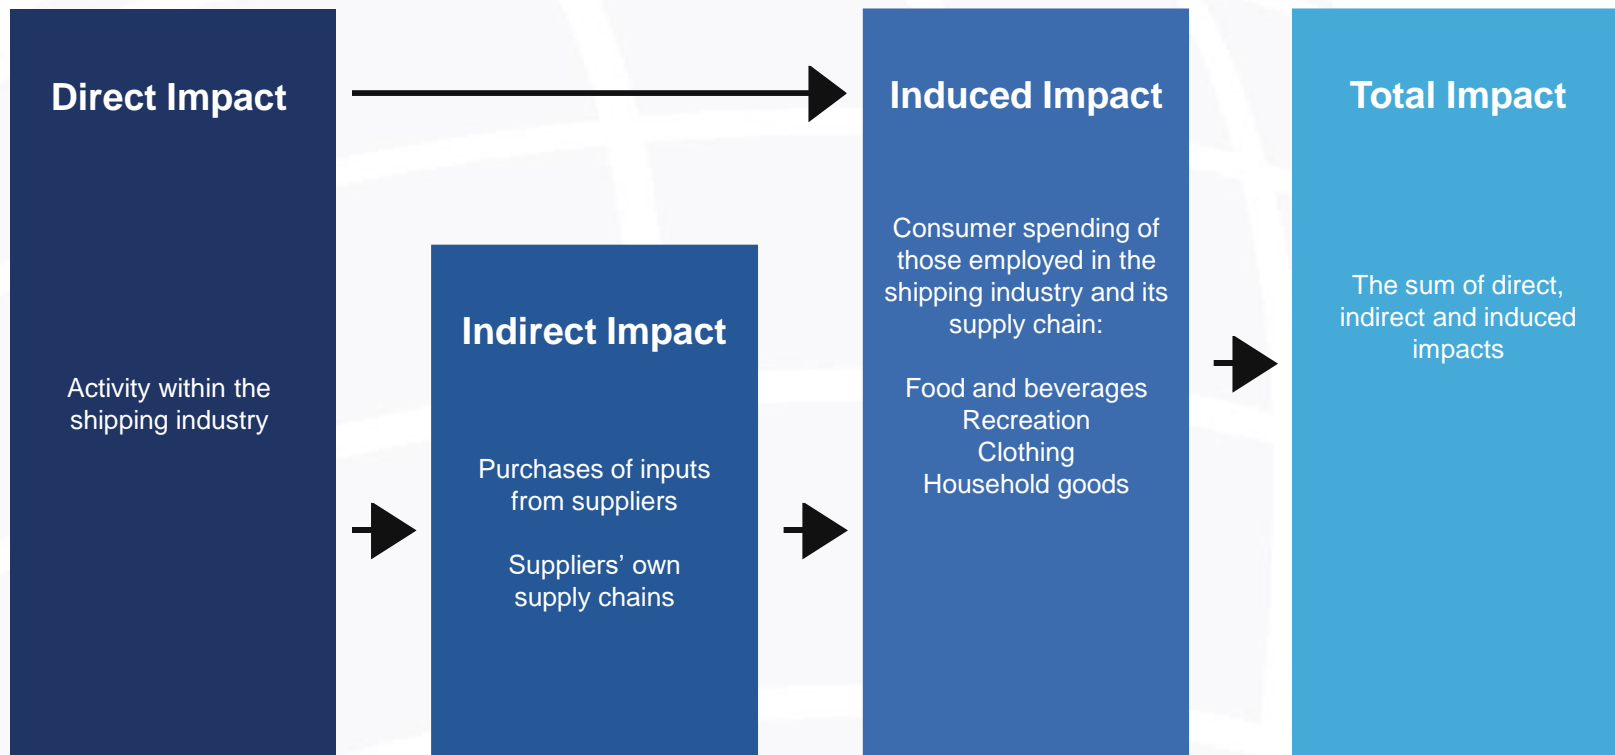 Direct Impact
Activity within the
shipping industry
Indirect Impact
Purchases of inputs
from suppliers
Suppliers’ own
supply chains
Induced Impact
Consumer spending of
those employed in the
shipping industry and its
supply chain:
Food and beverages
Recreation
Clothing
Household goods
Total Impact
The sum of direct,
indirect and induced
impacts